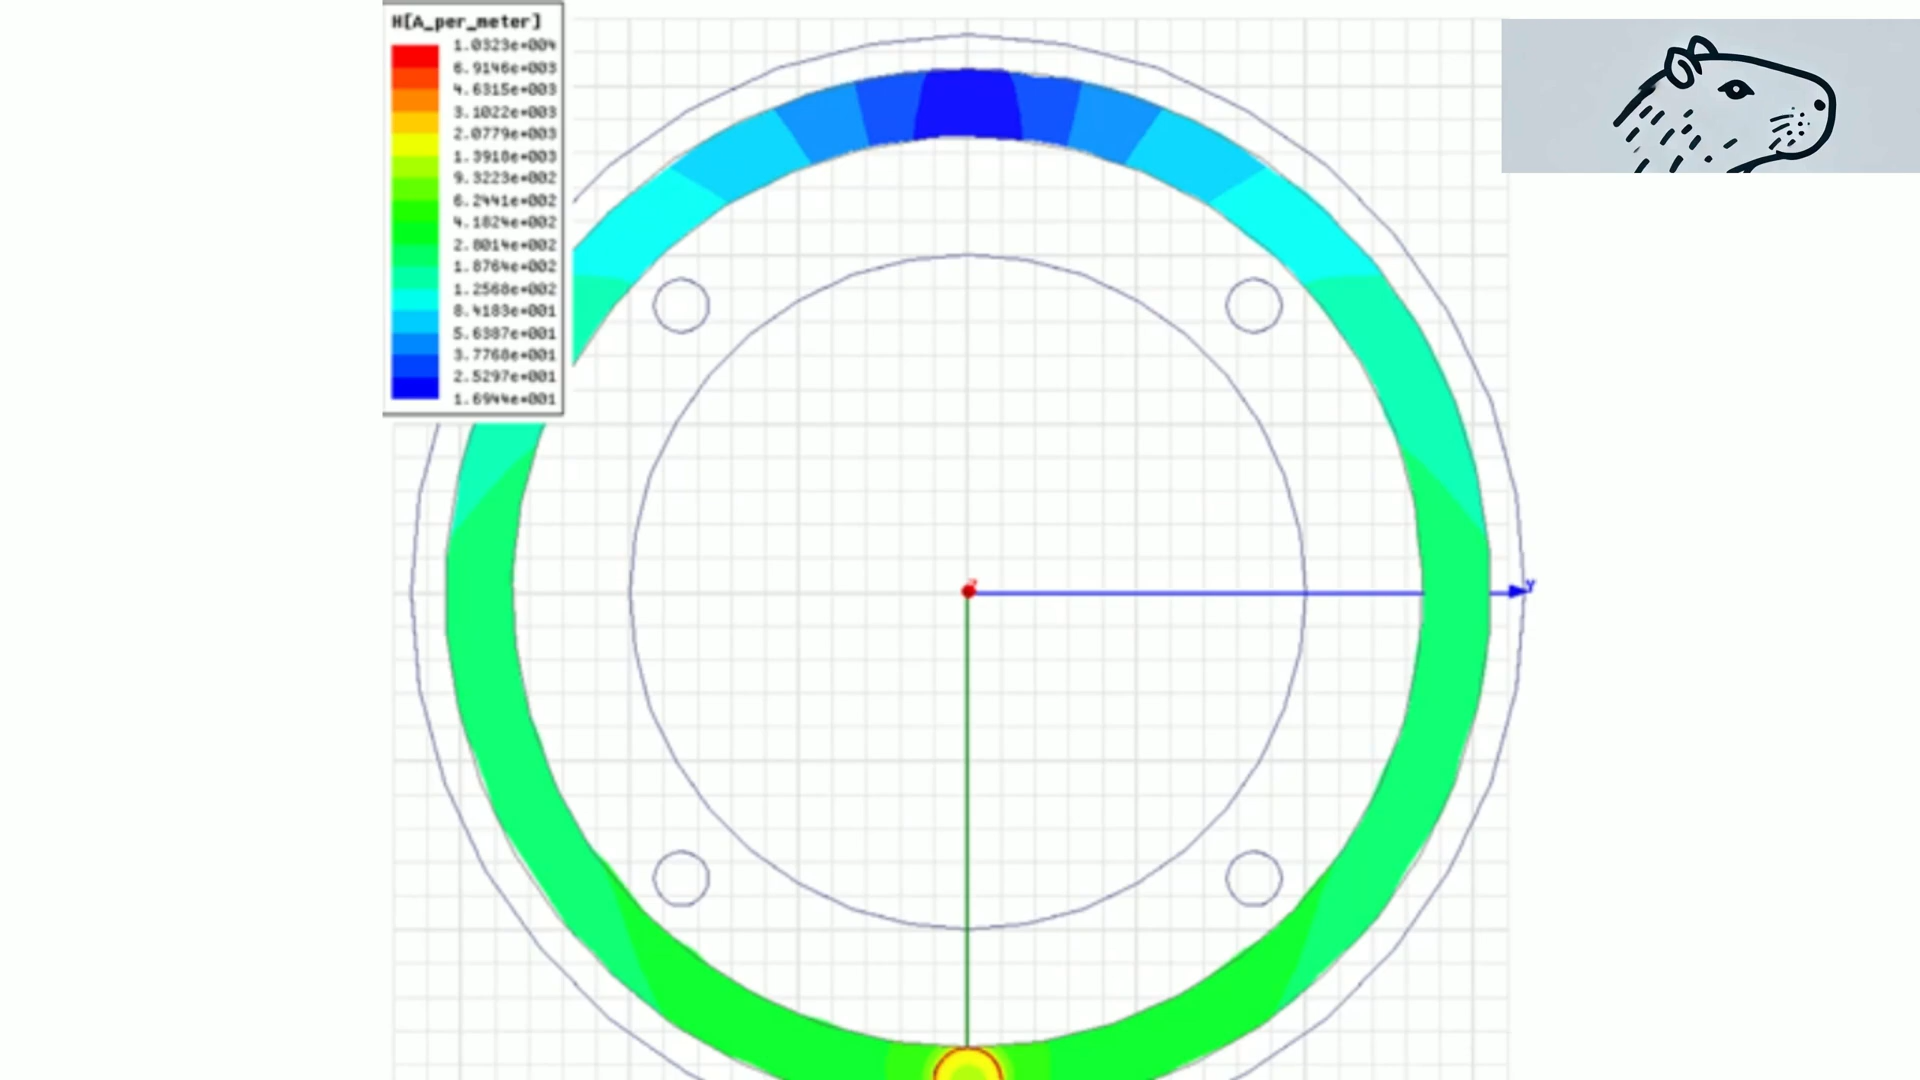 H[A_per_meter]
1.0323e+004
6.9146e+003
4.6315e+003
3.1022e+003
2.0779e+003
1.3918e+003
9.3223e+002
6.2441e+002
4.1824e+002
2.8014e+002
1.8764e+002
1.2568e+002
8.4183e+001
5.6387e+001
3.7768e+001
2.5297e+001
1.6944e+001
Y